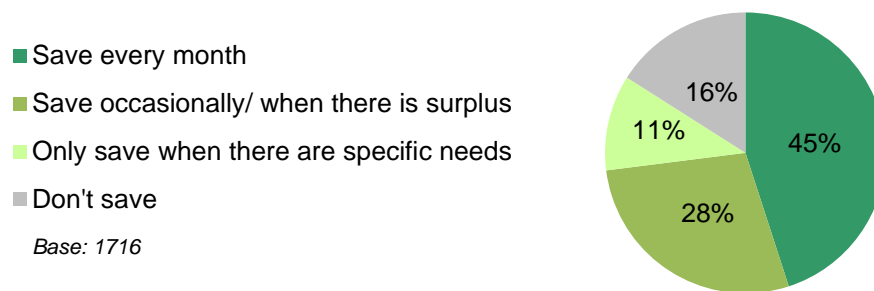 Save every month
Save occasionally/ when there is surplus
Only save when there are specific needs
Don't save
Base: 1716
16%
11%
45%
28%